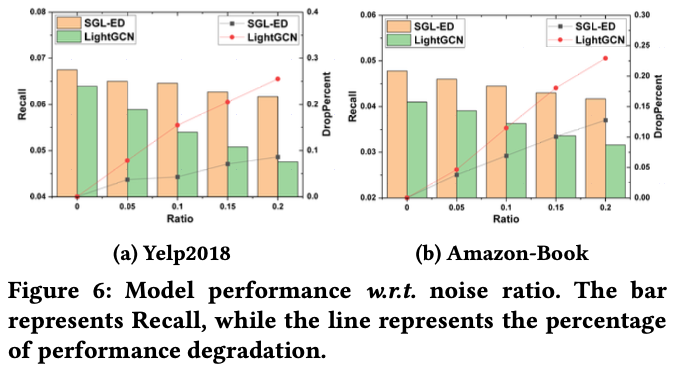 0.08
0.07
0.06
0.05
0.04
Recall
SGL-ED
LightGCN
SGL-ED
LightGCN
0.4
0.3
0.2
0.1
0.0
DropPercent
0 0.05 0.1 0.15 0.2
Ratio
(a) Yelp2018
0.06
0.05
0.04
0.03
0.02
Recall
SGL-ED
LightGCN
SGL-ED
LightGCN
0.30
0.25
0.20
0.15
0.10
0.05
0.00
DropPercent
0 0.05 0.1 0.15 0.2
Ratio
(b) Amazon-Book
Figure 6: Model performance w.r.t. noise ratio. The bar
represents Recall, while the line represents the percentage
of performance degradation.